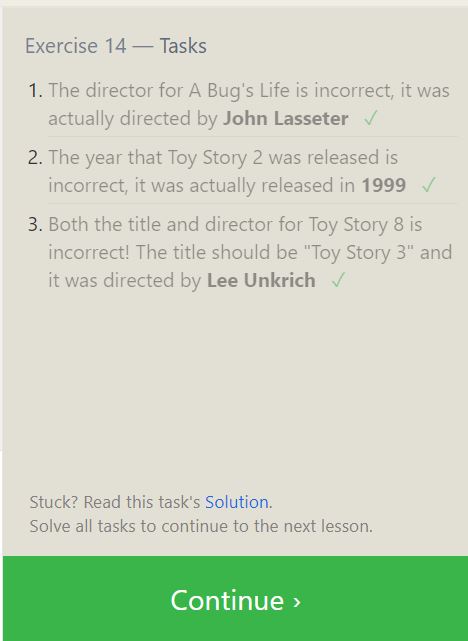 Exercise 14 — Tasks
1. The director for A Bug's Life is incorrect, it was
actually directed by John Lasseter ✓
2. The year that Toy Story 2 was released is
incorrect, it was actually released in 1999 ✓
3. Both the title and director for Toy Story 8 is
incorrect! The title should be "Toy Story 3" and
it was directed by Lee Unkrich ✓
Stuck? Read this task's Solution.
Solve all tasks to continue to the next lesson.
Continue ›